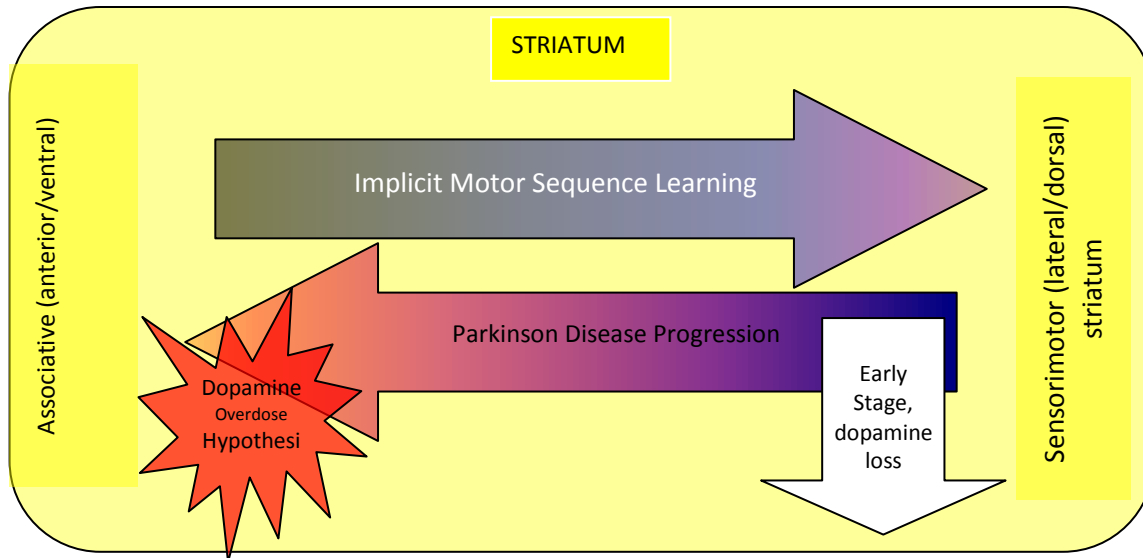 STRIATUM
Associative (anterior/ventral)
Implicit Motor Sequence Learning
Parkinson Disease Progression
Dopamine
Overdose
Hypothesi
Early
Stage,
dopamine
loss
Sensorimotor (lateral/dorsal)
striatum